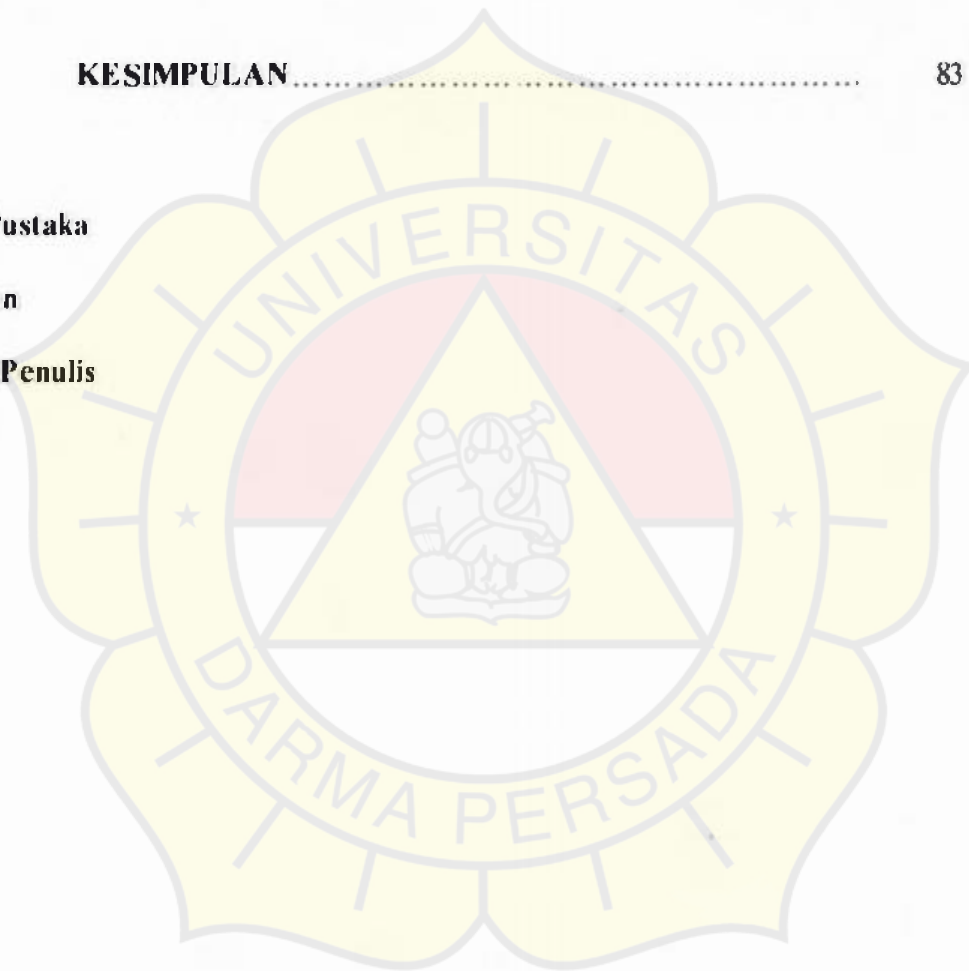 KESIMPULAN ........................................................ 83
ustaka
n
Penulis
UNIVERSITAS
DARMA PERSADA